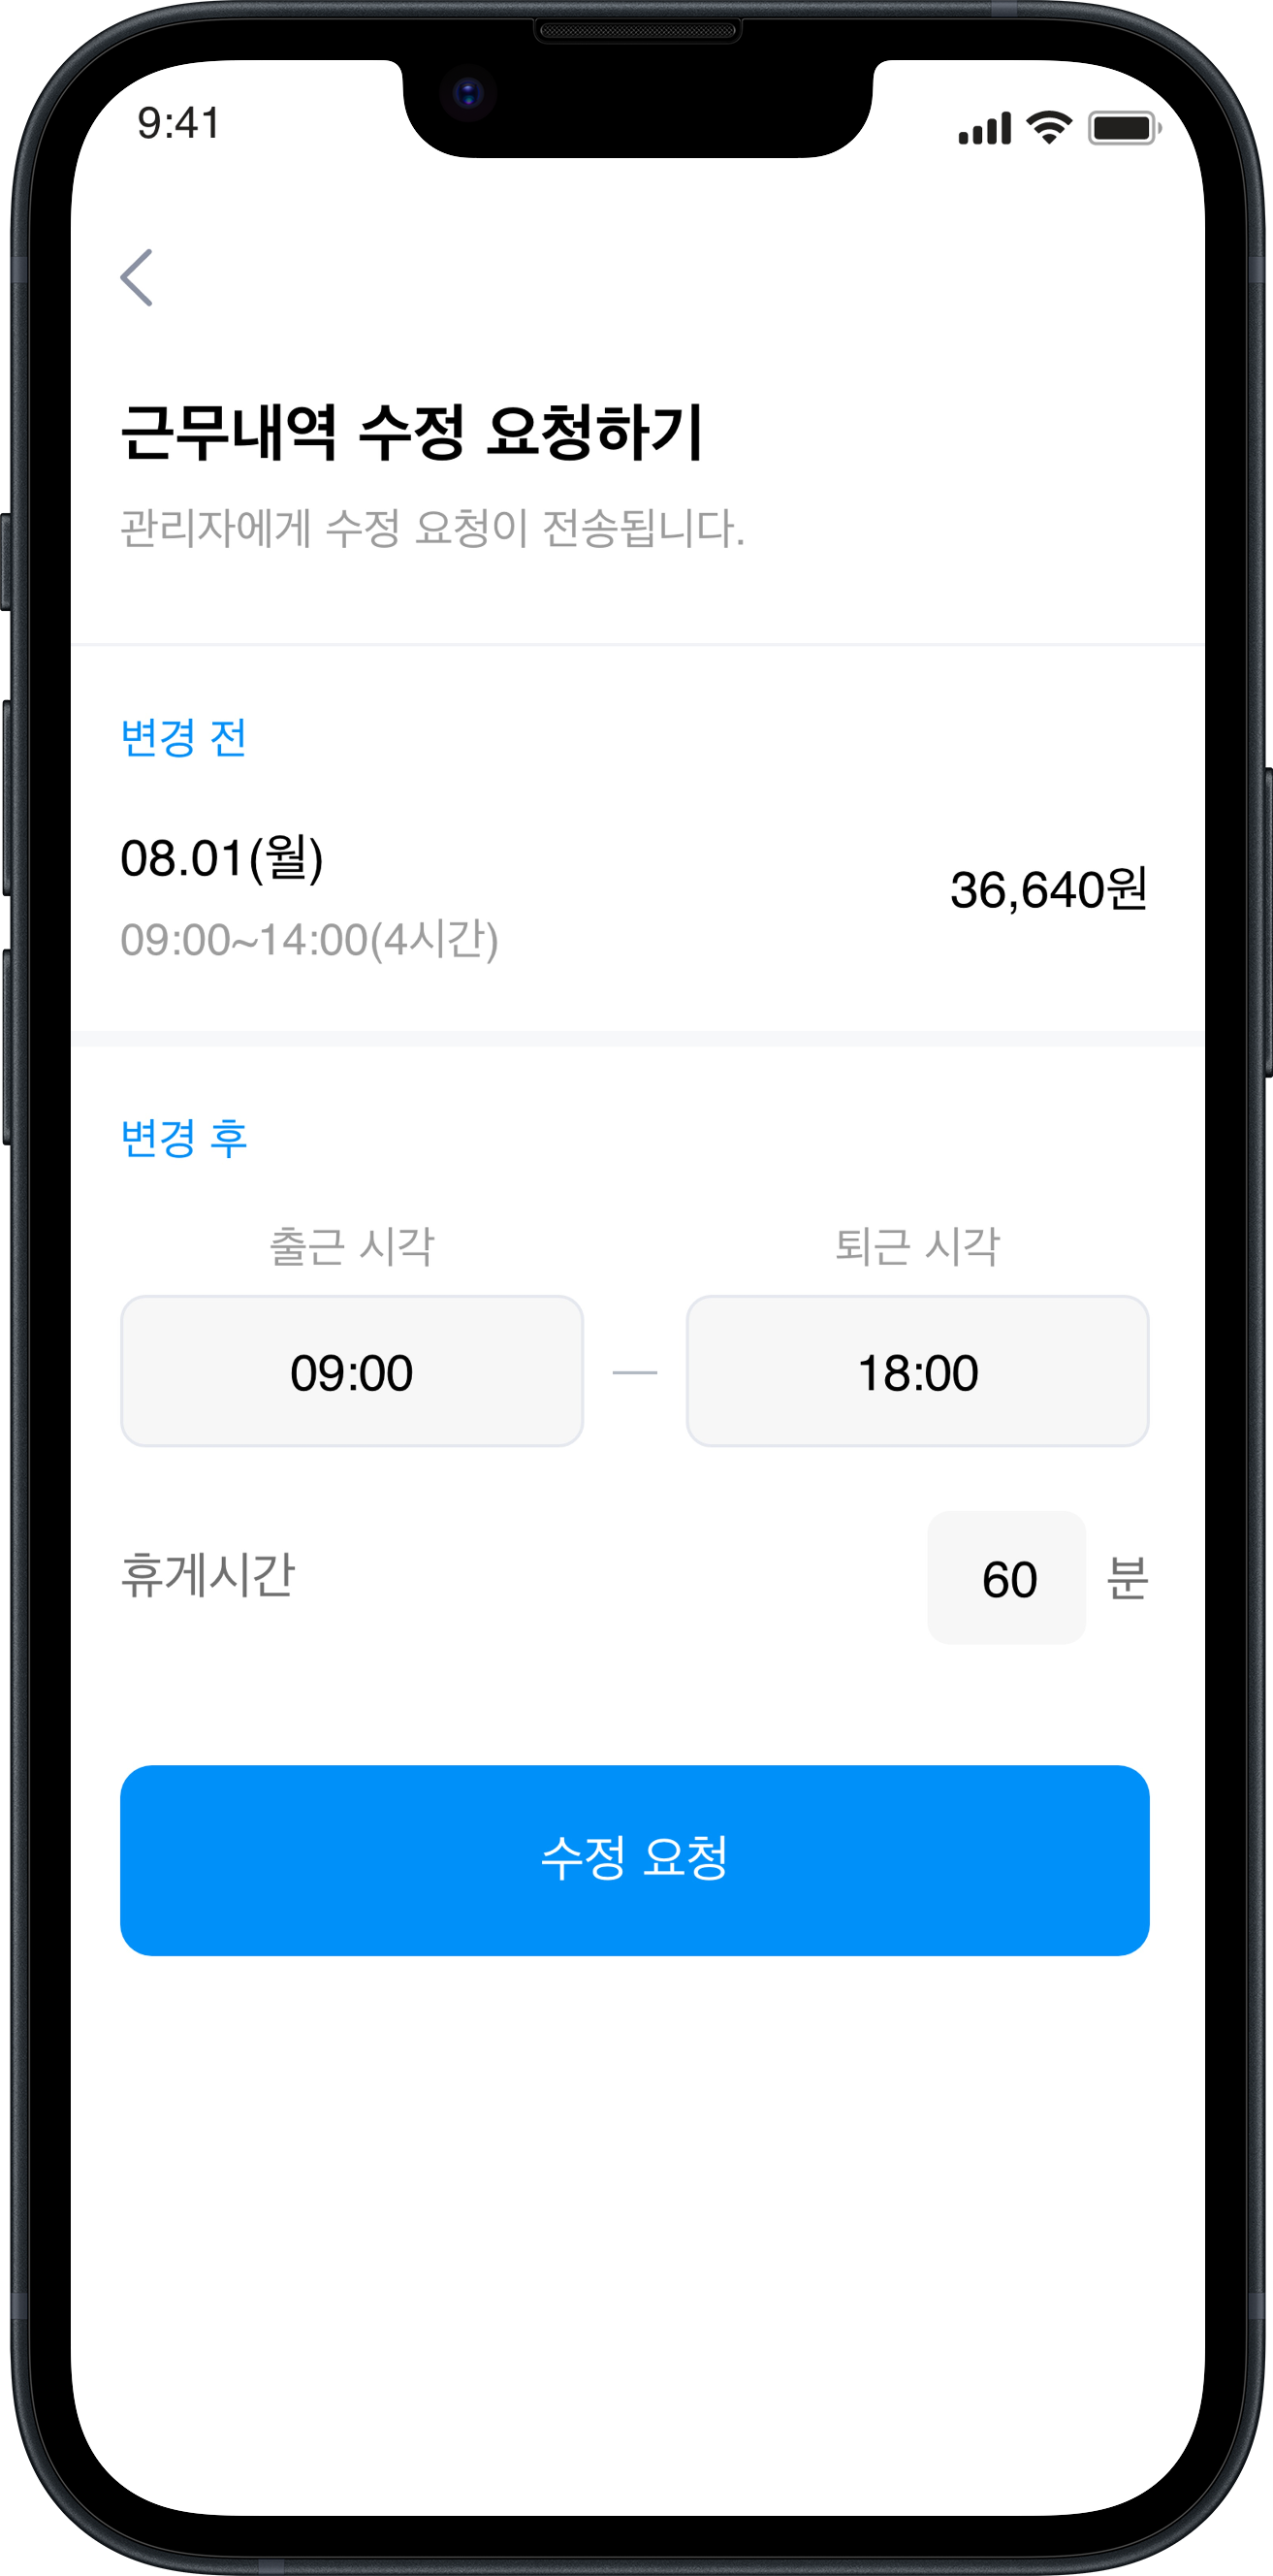 9:41
근무내역 수정 요청하기
관리자에게 수정 요청이 전송됩니다.
변경 전
08.01(월)
36,640원
09:00~14:00(4시간)
변경 후
출근 시각 퇴근 시각
09:00 — 18:00
휴게시간 60 분
수정 요청